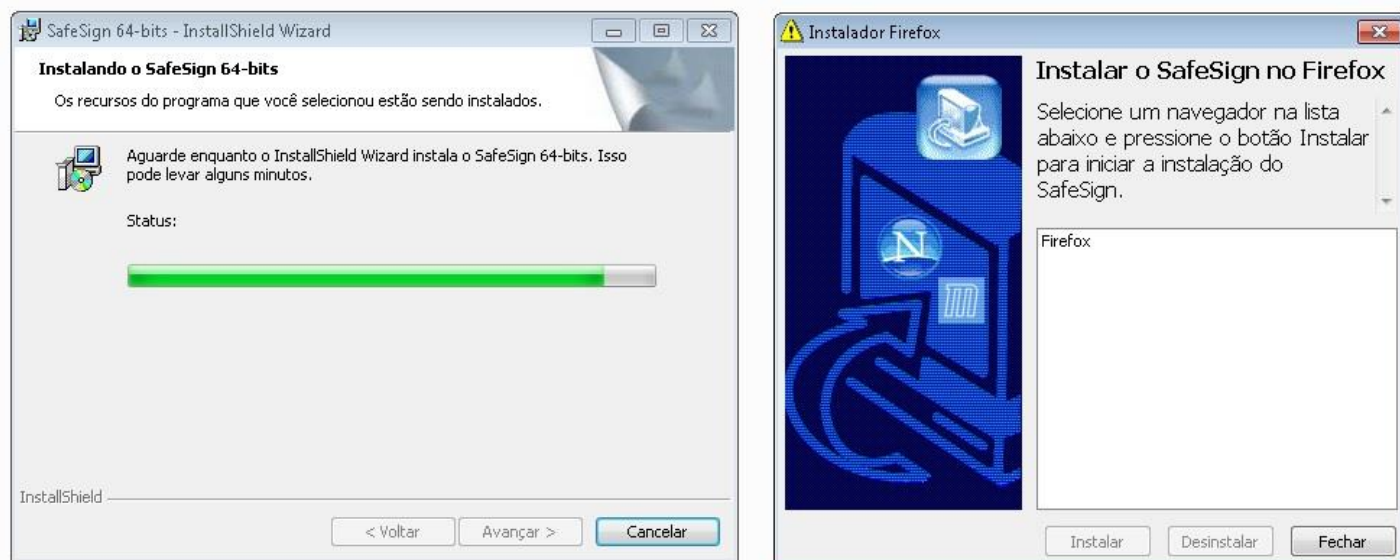 SafeSign 64-bits - InstallShield Wizard
Instalando o SafeSign 64-bits
Os recursos do programa que você selecionou estão sendo instalados.
Aguarde enquanto o InstallShield Wizard instala o SafeSign 64-bits. Isso
pode levar alguns minutos.
Status:
InstallShield
< Voltar
Avançar >
Cancelar
Instalador Firefox
Instalar o SafeSign no Firefox
Selecione um navegador na lista
abaixo e pressione o botão Instalar
para iniciar a instalação do
SafeSign.
N
m
Firefox
Instalar
Desinstalar
Fechar